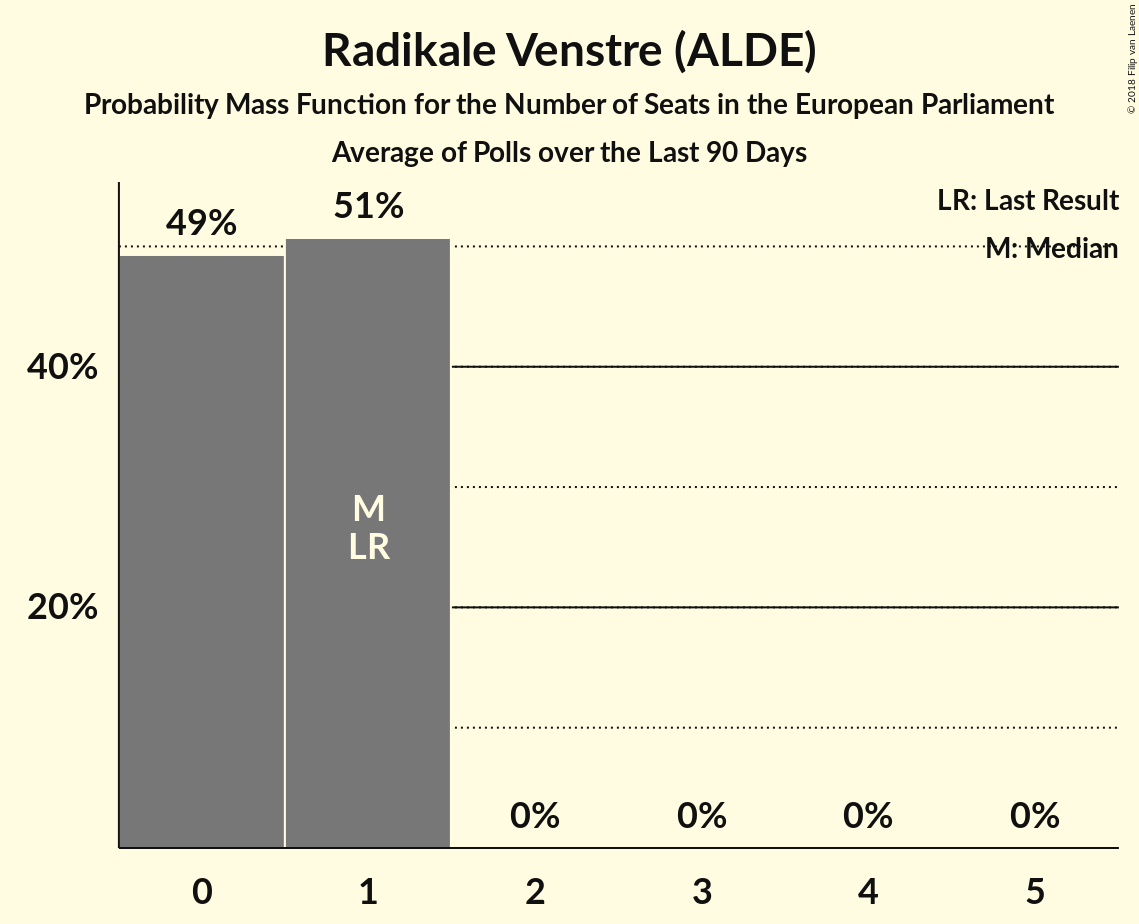 Radikale Venstre (ALDE)
Probability Mass Function for the Number of Seats in the European Parliament
Average of Polls over the Last 90 Days
© 2018 Filip van Laenen
LR: Last Result
M: Median
49%
51%
40%
20%
M
LR
0%
0%
0%
0%
0
1
2
3
4
5